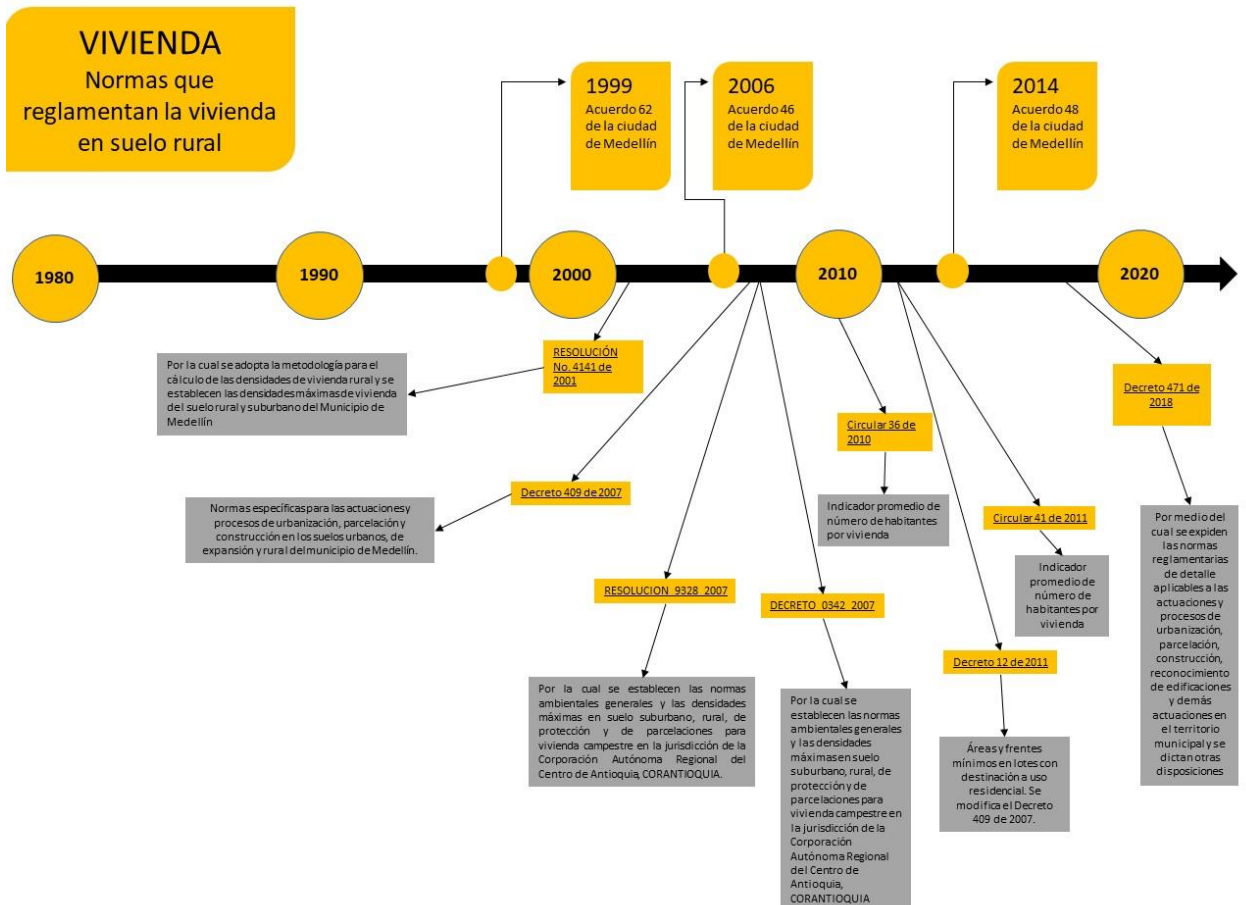 VIVIENDA
Normas que
reglamentan la vivienda
en suelo rural
1999
Acuerdo 62
de la ciudad
de Medellín
2006
Acuerdo 46
de la ciudad
de Medellín
2014
Acuerdo 48
de la ciudad
de Medellín
1980
1990
2000
2010
2020
RESOLUCIÓN
No. 4141 de
2001
Por la cual se adopta la metodología para el
cálculo de las densidades de vivienda rural y se
establecen las densidades máximas de vivienda
del suelo rural y suburbano del Municipio de
Medellín
Decreto 409 de 2007
Normas específicas para las actuaciones y
procesos de urbanización, parcelación y
construcción en los suelos urbanos, de
expansión y rural del municipio de Medellín.
RESOLUCION 9328 2007
Por la cual se establecen las normas
ambientales generales y las densidades
máximas en suelo suburbano, rural, de
protección y de parcelaciones para
vivienda campestre en la jurisdicción de la
Corporación Autónoma Regional del
Centro de Antioquia, CORANTIOQUIA.
DECRETO 0342 2007
Por la cual se
establecen las normas
ambientales generales
y las densidades
máximas en suelo
suburbano, rural, de
protección y de
parcelaciones para
vivienda campestre en
la jurisdicción de la
Corporación
Autónoma Regional
del Centro de
Antioquia,
CORANTIOQUIA
Circular 36 de
2010
Indicador promedio de
número de habitantes
por vivienda
Circular 41 de 2011
Indicador
promedio de
número de
habitantes por
vivienda
Decreto 12 de 2011
Áreas y frentes
mínimos en lotes con
destinación a uso
residencial. Se
modifica el Decreto
409 de 2007.
Decreto 471 de
2018
Por medio del
cual se expiden
las normas
reglamentarias
de detalle
aplicables a las
actuaciones y
procesos de
urbanización,
parcelación,
construcción,
reconocimiento
de edificaciones
y demás
actuaciones en
el territorio
municipal y se
dictan otras
disposiciones